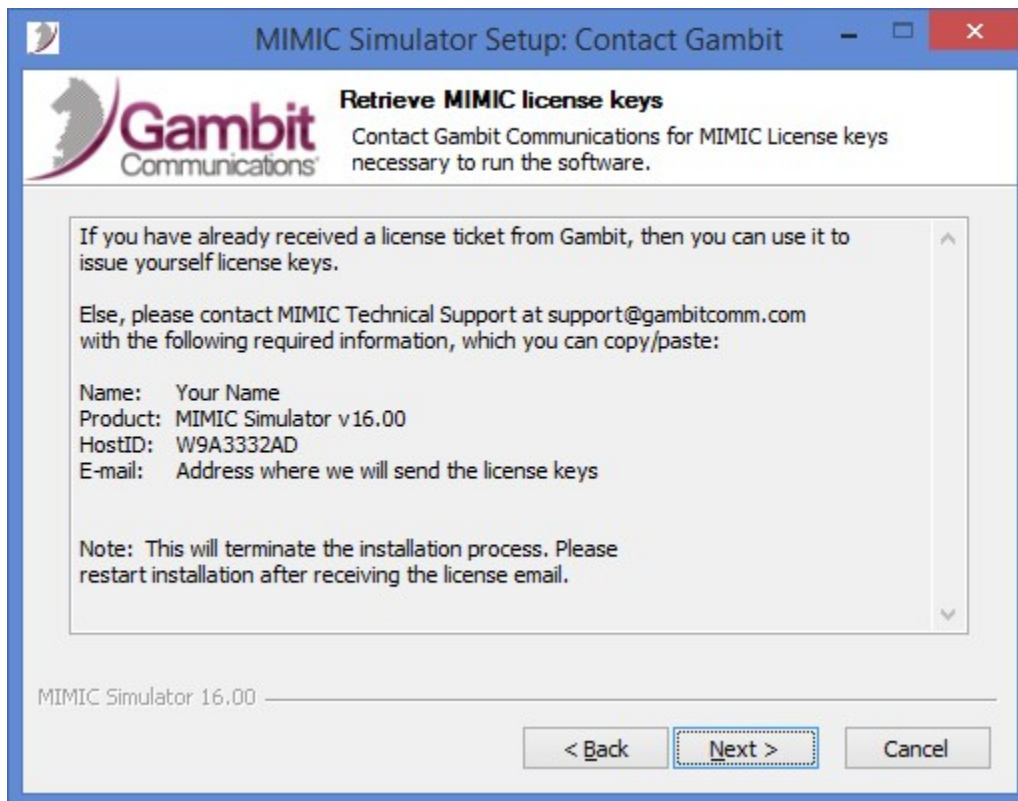 MIMIC Simulator Setup: Contact Gambit
Gambit
Communications
Retrieve MIMIC license keys
Contact Gambit Communications for MIMIC License keys
necessary to run the software.
If you have already received a license ticket from Gambit, then you can use it to
issue yourself license keys.
Else, please contact MIMIC Technical Support at support@gambitcomm.com
with the following required information, which you can copy/paste:
Name: Your Name
Product: MIMIC Simulator v16.00
HostID: W9A3332AD
E-mail: Address where we will send the license keys
Note: This will terminate the installation process. Please
restart installation after receiving the license email.
MIMIC Simulator 16.00
< Back Next > Cancel